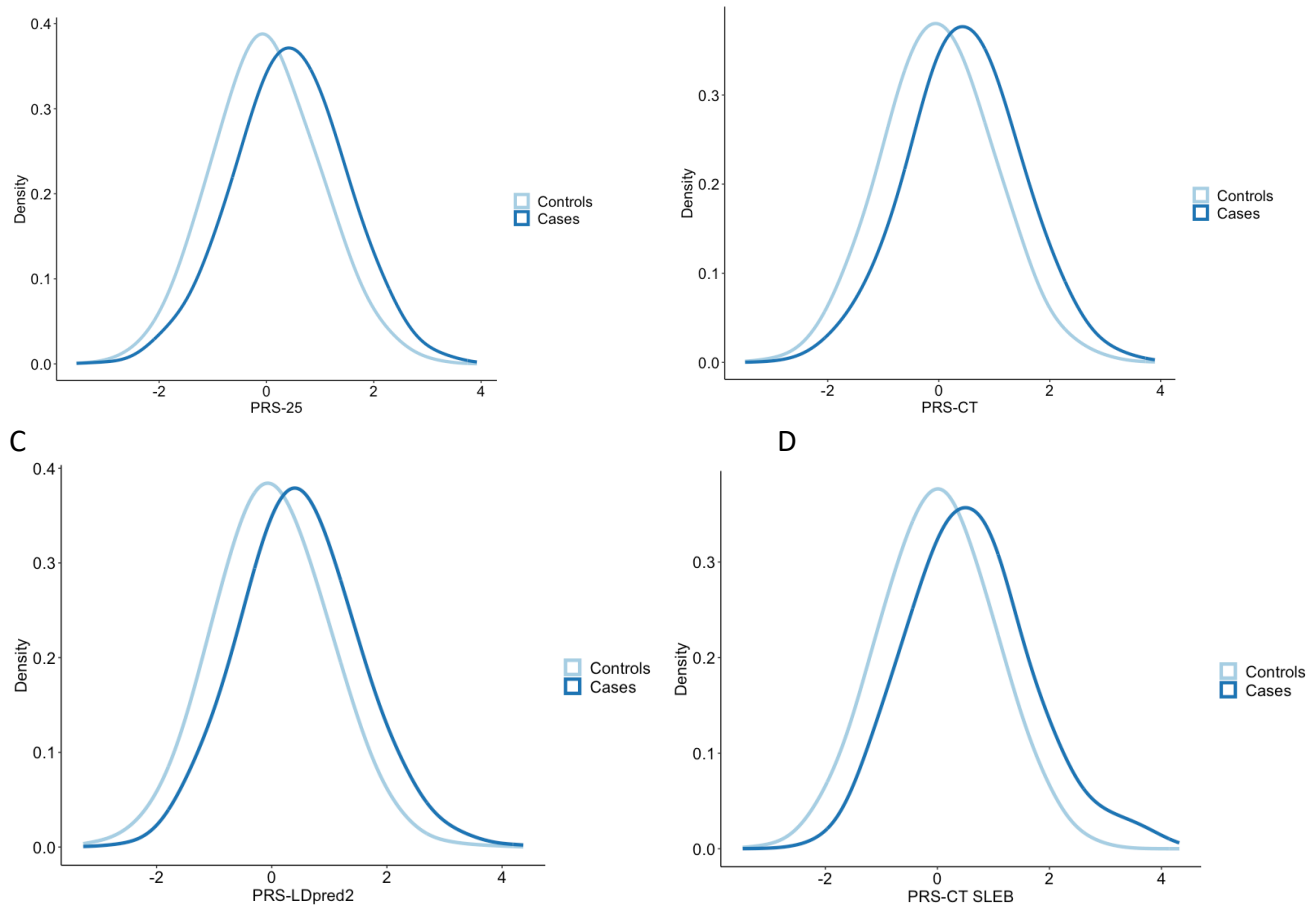 0.4
0.3
0.2
0.1
0.0
Density
-2 0 2 4
PRS-25
Controls
Cases
0.3
0.2
0.1
0.0
Density
-2 0 2 4
PRS-CT
Controls
Cases
C
0.4
0.3
0.2
0.1
0.0
Density
-2 0 2 4
PRS-LDpred2
Controls
Cases
D
0.3
0.2
0.1
0.0
Density
-2 0 2 4
PRS-CT SLEB
Controls
Cases